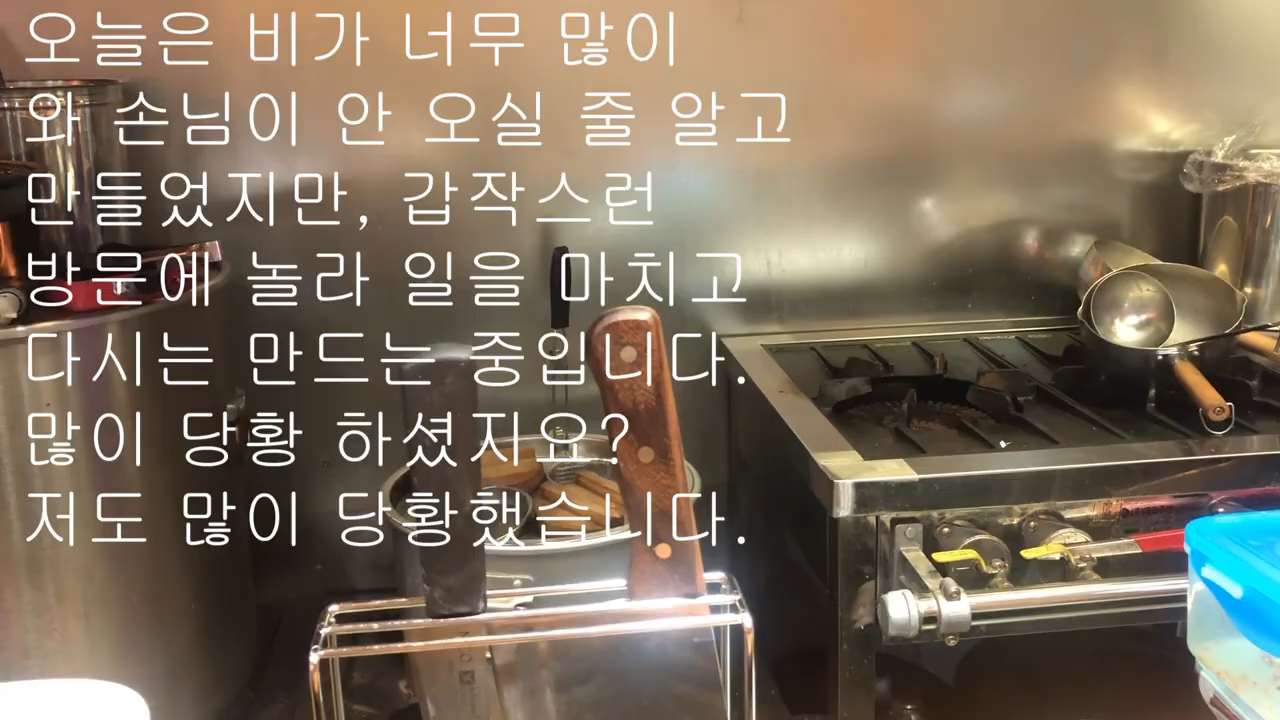 오늘은 비가 너무 많이
와 손님이 안 오실 줄 알고
만들었지만, 갑작스런
방문에 놀라 일을 마치고
다시는 만드는 중입니다.
많이 당황 하셨지요?
저도 많이 당황했습니다.